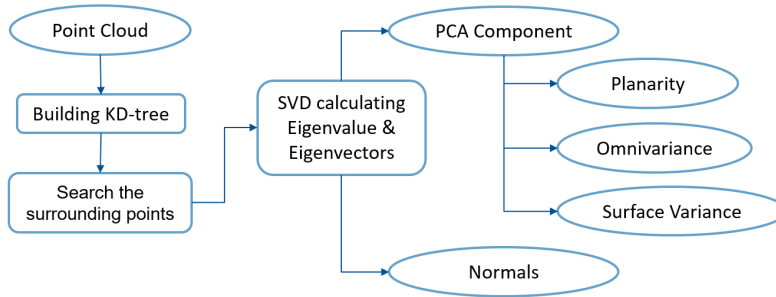 Point Cloud
Building KD-tree
Search the
surrounding points
SVD calculating
Eigenvalue &
Eigenvectors
PCA Component
Planarity
Omnivariance
Surface Variance
Normals